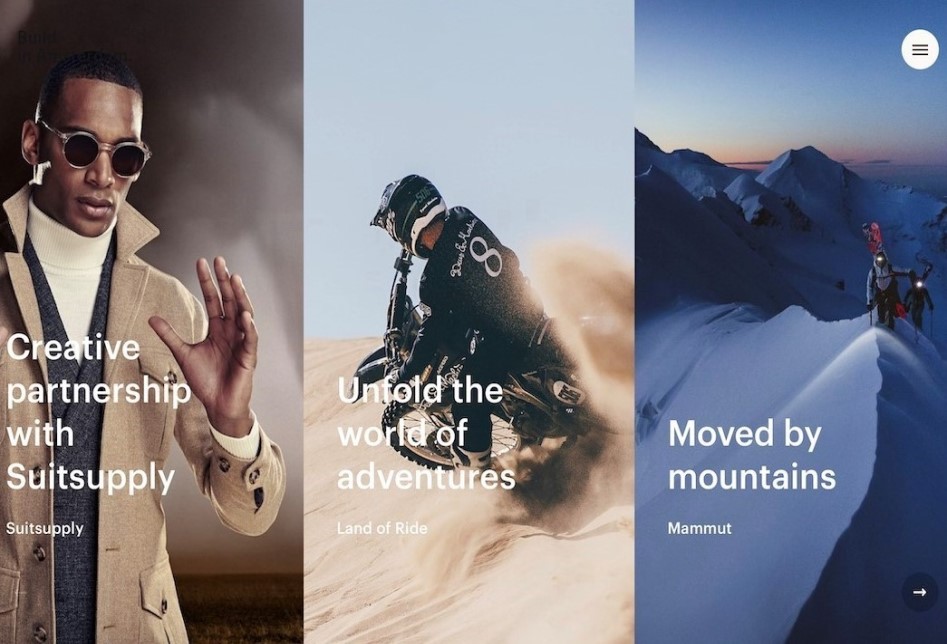 Build
in Amsterdam
Creative
partnership
with
Suitsupply
Suitsupply
Unfold the
world of
adventures
Land of Ride
8
Moved by
mountains
Mammut